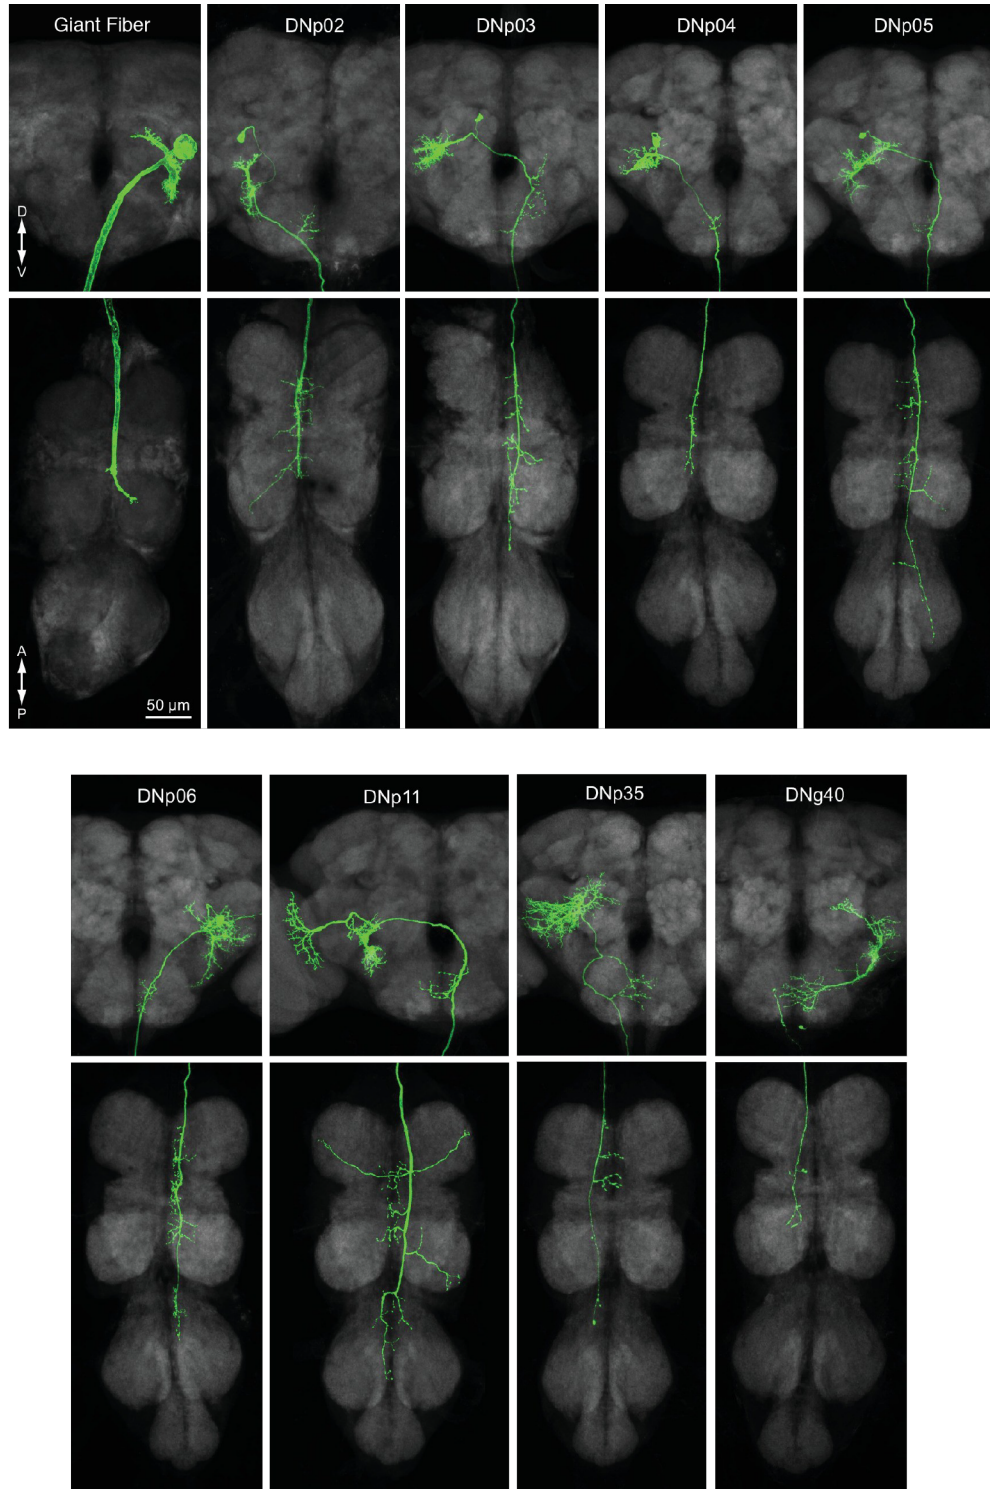 Giant Fiber
DNp02
DNp03
DNp04
DNp05
D
V
A
P
50 µm
DNp06
DNp11
DNp35
DNg40